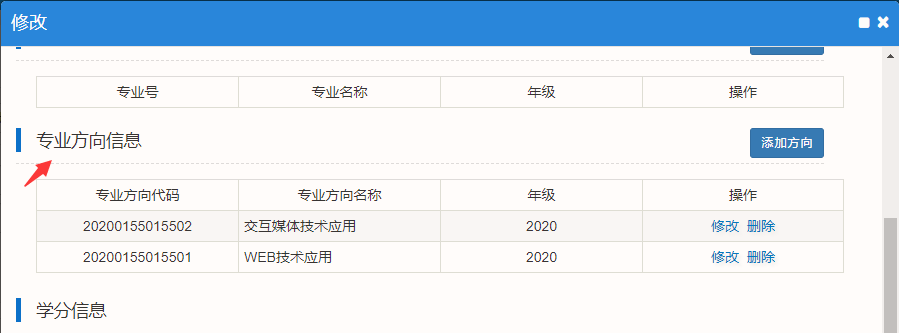 修改
专业号 专业名称 年级 操作
专业方向信息 添加方向
专业方向代码 专业方向名称 年级 操作
20200155015502 交互媒体技术应用 2020 修改 删除
20200155015501 WEB技术应用 2020 修改 删除
学分信息